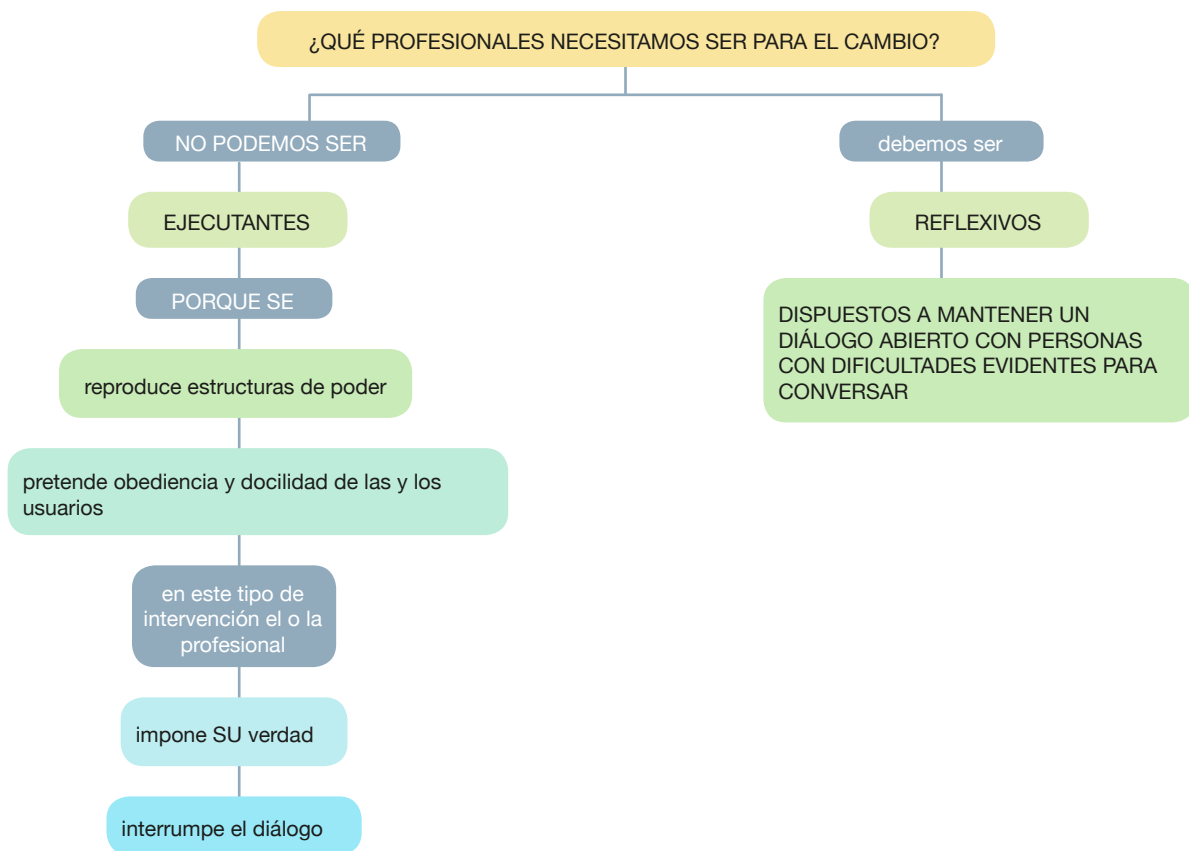 ¿QUÉ PROFESIONALES NECESITAMOS SER PARA EL CAMBIO?
NO PODEMOS SER
EJECUTANTES
PORQUE SE
reproduce estructuras de poder
pretende obediencia y docilidad de las y los
usuarios
en este tipo de
intervención el o la
profesional
impone SU verdad
interrumpe el diálogo
debemos ser
REFLEXIVOS
DISPUESTOS A MANTENER UN
DIÁLOGO ABIERTO CON PERSONAS
CON DIFICULTADES EVIDENTES PARA
CONVERSAR